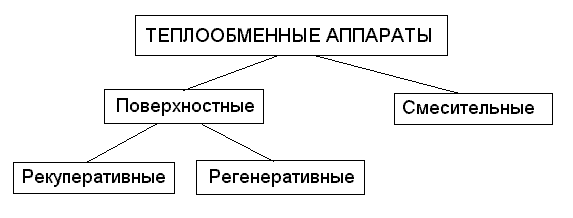 ТЕПЛООБМЕННЫЕ АППАРАТЫ
Поверхностные
Смесительные
Рекуперативные
Регенеративные